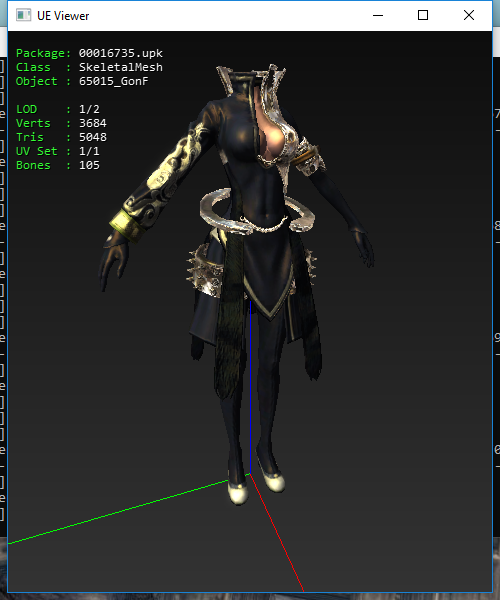 UE Viewer
Package: 00016735.upk
Class : SkeletalMesh
Object : 65015_GonF
LOD : 1/2
Verts : 3684
Tris : 5048
UV Set : 1/1
Bones : 105